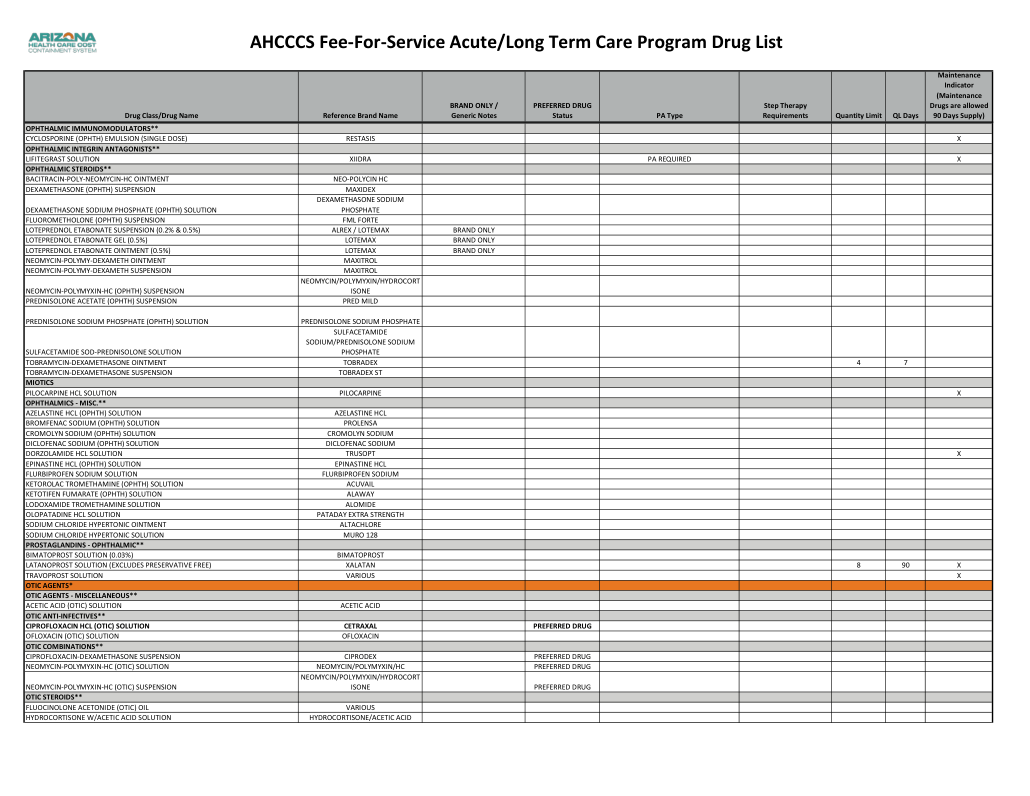 ARIZONA
HEALTH CARE COST
CONTAINMENT SYSTEM
AHCCCS Fee-For-Service Acute/Long Term Care Program Drug List
Drug Class/Drug Name Reference Brand Name BRAND ONLY / Generic Notes PREFERRED DRUG Status PA Type Step Therapy Requirements Quantity Limit QL Days Maintenance Indicator (Maintenance Drugs are allowed 90 Days Supply)
OPHTHALMIC IMMUNOMODULATORS**
CYCLOSPORINE (OPHTH) EMULSION (SINGLE DOSE) RESTASIS X
OPHTHALMIC INTEGRIN ANTAGONISTS**
LIFITEGRAST SOLUTION XIIDRA PA REQUIRED X
OPHTHALMIC STEROIDS**
BACITRACIN-POLY-NEOMYCIN-HC OINTMENT NEO-POLYCIN HC
DEXAMETHASONE (OPHTH) SUSPENSION MAXIDEX
DEXAMETHASONE SODIUM
DEXAMETHASONE SODIUM PHOSPHATE (OPHTH) SOLUTION PHOSPHATE
FLUOROMETHOLONE (OPHTH) SUSPENSION FML FORTE
LOTEPREDNOL ETABONATE SUSPENSION (0.2% & 0.5%) ALREX / LOTEMAX BRAND ONLY
LOTEPREDNOL ETABONATE GEL (0.5%) LOTEMAX BRAND ONLY
LOTEPREDNOL ETABONATE OINTMENT (0.5%) LOTEMAX BRAND ONLY
NEOMYCIN-POLYMY-DEXAMETH OINTMENT MAXITROL
NEOMYCIN-POLYMY-DEXAMETH SUSPENSION MAXITROL
NEOMYCIN/POLYMYXIN/HYDROCORT
NEOMYCIN-POLYMYXIN-HC (OPHTH) SUSPENSION ISONE
PREDNISOLONE ACETATE (OPHTH) SUSPENSION PRED MILD
PREDNISOLONE SODIUM PHOSPHATE (OPHTH) SOLUTION PREDNISOLONE SODIUM PHOSPHATE
SULFACETAMIDE
SODIUM/PREDNISOLONE SODIUM
SULFACETAMIDE SOD-PREDNISOLONE SOLUTION PHOSPHATE
TOBRAMYCIN-DEXAMETHASONE OINTMENT TOBRADEX 4 7
TOBRAMYCIN-DEXAMETHASONE SUSPENSION TOBRADEX ST
MIOTICS
PILOCARPINE HCL SOLUTION PILOCARPINE X
OPHTHALMICS - MISC.**
AZELASTINE HCL (OPHTH) SOLUTION AZELASTINE HCL
BROMFENAC SODIUM (OPHTH) SOLUTION PROLENSA
CROMOLYN SODIUM (OPHTH) SOLUTION CROMOLYN SODIUM
DICLOFENAC SODIUM (OPHTH) SOLUTION DICLOFENAC SODIUM
DORZOLAMIDE HCL SOLUTION TRUSOPT X
EPINASTINE HCL (OPHTH) SOLUTION EPINASTINE HCL
FLURBIPROFEN SODIUM SOLUTION FLURBIPROFEN SODIUM
KETOROLAC TROMETHAMINE (OPHTH) SOLUTION ACUVAIL
KETOTIFEN FUMARATE (OPHTH) SOLUTION ALAWAY
LODOXAMIDE TROMETHAMINE SOLUTION ALOMIDE
OLOPATADINE HCL SOLUTION PATADAY EXTRA STRENGTH
SODIUM CHLORIDE HYPERTONIC OINTMENT ALTACHLORE
SODIUM CHLORIDE HYPERTONIC SOLUTION MURO 128
PROSTAGLANDINS - OPHTHALMIC**
BIMATOPROST SOLUTION (0.03%) BIMATOPROST
LATANOPROST SOLUTION (EXCLUDES PRESERVATIVE FREE) XALATAN 8 90 X
TRAVOPROST SOLUTION VARIOUS X
OTIC AGENTS*
OTIC AGENTS - MISCELLANEOUS**
ACETIC ACID (OTIC) SOLUTION ACETIC ACID
OTIC ANTI-INFECTIVES**
CIPROFLOXACIN HCL (OTIC) SOLUTION CETRAXAL PREFERRED DRUG
OFLOXACIN (OTIC) SOLUTION OFLOXACIN
OTIC COMBINATIONS**
CIPROFLOXACIN-DEXAMETHASONE SUSPENSION CIPRODEX PREFERRED DRUG
NEOMYCIN-POLYMYXIN-HC (OTIC) SOLUTION NEOMYCIN/POLYMYXIN/HC PREFERRED DRUG
NEOMYCIN/POLYMYXIN/HYDROCORT
NEOMYCIN-POLYMYXIN-HC (OTIC) SUSPENSION ISONE PREFERRED DRUG
OTIC STEROIDS**
FLUOCINOLONE ACETONIDE (OTIC) OIL VARIOUS
HYDROCORTISONE W/ACETIC ACID SOLUTION HYDROCORTISONE/ACETIC ACID